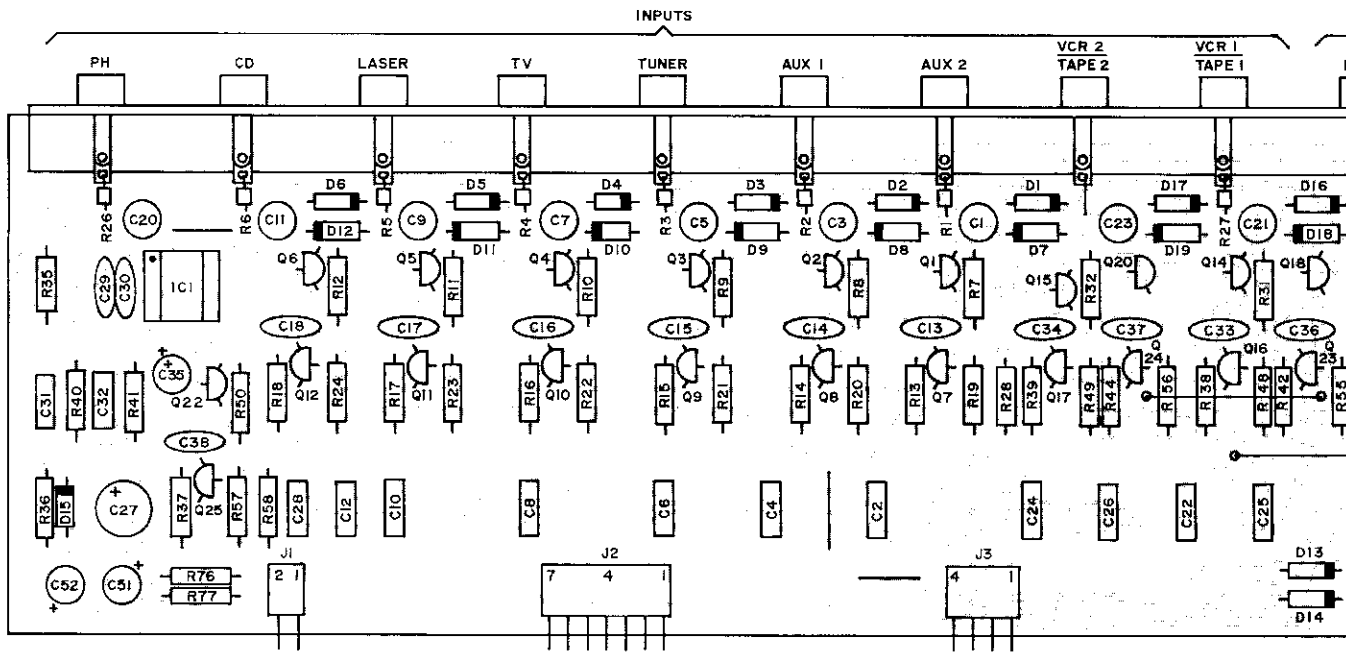 INPUTS
PH CD LASER TV TUNER AUX 1 AUX 2 VCR 2 VCR 1
TAPE 2 TAPE 1
D6 D5 D4 D3 D2 D1 D17 D16
R26 C20 R6 C11 D12 R5 C9 D11 R4 C7 D10 R3 C5 D9 R2 C3 D8 R1 C1 D7 C23 D19 R27 C21 D18
R35 C29 C30 IC1 Q6 R12 Q5 R11 Q4 R10 Q3 R9 Q2 R8 Q1 R7 Q15 R32 Q20 Q14 R31 Q18
C18 C17 C16 C15 C14 C13 C34 C37 C33 C36
C31 R40 C32 R41 C35 Q22 R50 R18 Q12 R24 R17 Q11 R23 R16 Q10 R22 R15 Q9 R21 R14 Q8 R20 R13 Q7 R19 R28 R39 Q17 R49 R44 Q24 R56 R38 Q16 R48 R42 Q23 R55
C38
R36 D15 C27 R37 Q25 R57 R58 C28 C12 C10 C8 C6 C4 C2 C24 C26 C22 C25
J1 J2 J3 D13
C52 C51 R76 2 1 7 4 1 4 1
R77 D14
+ + + +